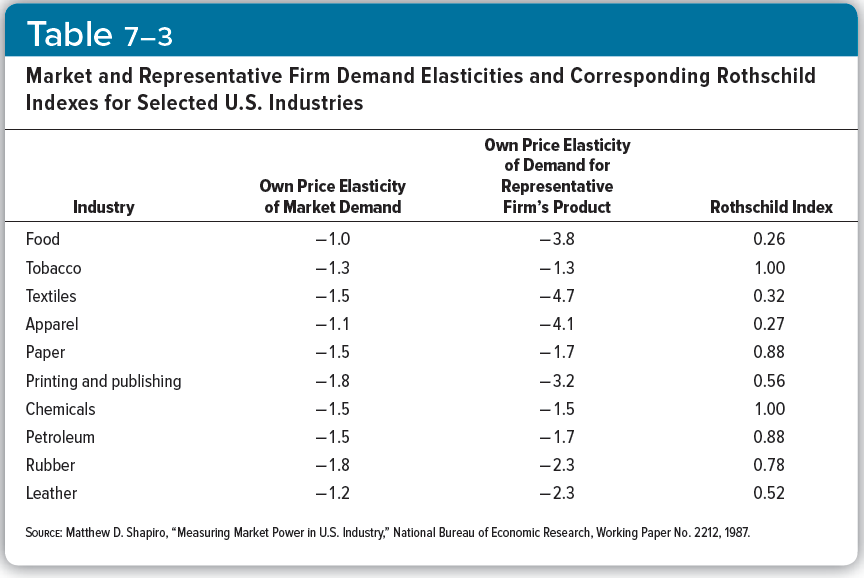 Table 7–3
Market and Representative Firm Demand Elasticities and Corresponding Rothschild
Indexes for Selected U.S. Industries
Industry Own Price Elasticity of Market Demand Own Price Elasticity of Demand for Representative Firm's Product Rothschild Index
Food −1.0 −3.8 0.26
Tobacco −1.3 −1.3 1.00
Textiles −1.5 −4.7 0.32
Apparel −1.1 −4.1 0.27
Paper −1.5 −1.7 0.88
Printing and publishing −1.8 −3.2 0.56
Chemicals −1.5 −1.5 1.00
Petroleum −1.5 −1.7 0.88
Rubber −1.8 −2.3 0.78
Leather −1.2 −2.3 0.52
Source: Matthew D. Shapiro, “Measuring Market Power in U.S. Industry,” National Bureau of Economic Research, Working Paper No. 2212, 1987.